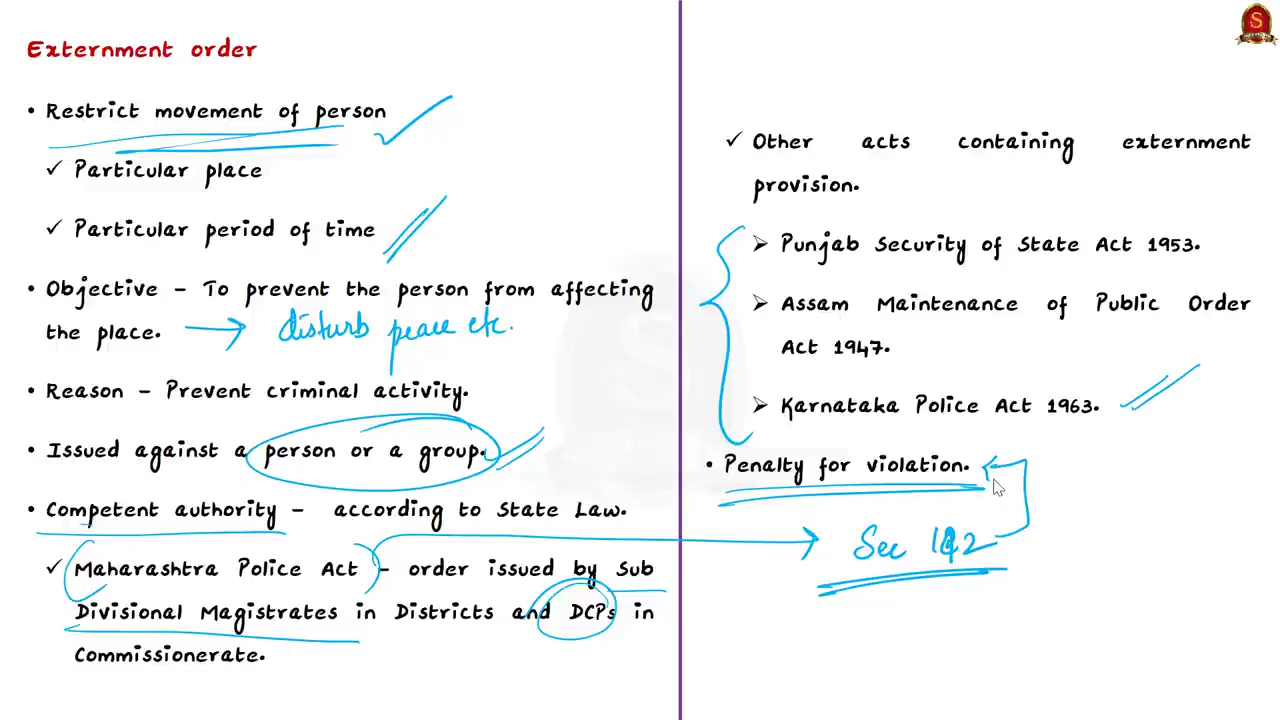 Externment order
• Restrict movement of person
✓ Particular place
✓ Particular period of time
• Objective – To prevent the person from affecting
the place. → disturb peace etc.
• Reason – Prevent criminal activity.
• Issued against a person or a group.
• Competent authority – according to State Law.
✓ Maharashtra Police Act – order issued by Sub
Divisional Magistrates in Districts and DCPs in
Commissionerate.
✓ Other acts containing externment
provision.
➢ Punjab Security of State Act 1953.
➢ Assam Maintenance of Public Order
Act 1947.
➢ Karnataka Police Act 1963.
• Penalty for violation.
Sec
S